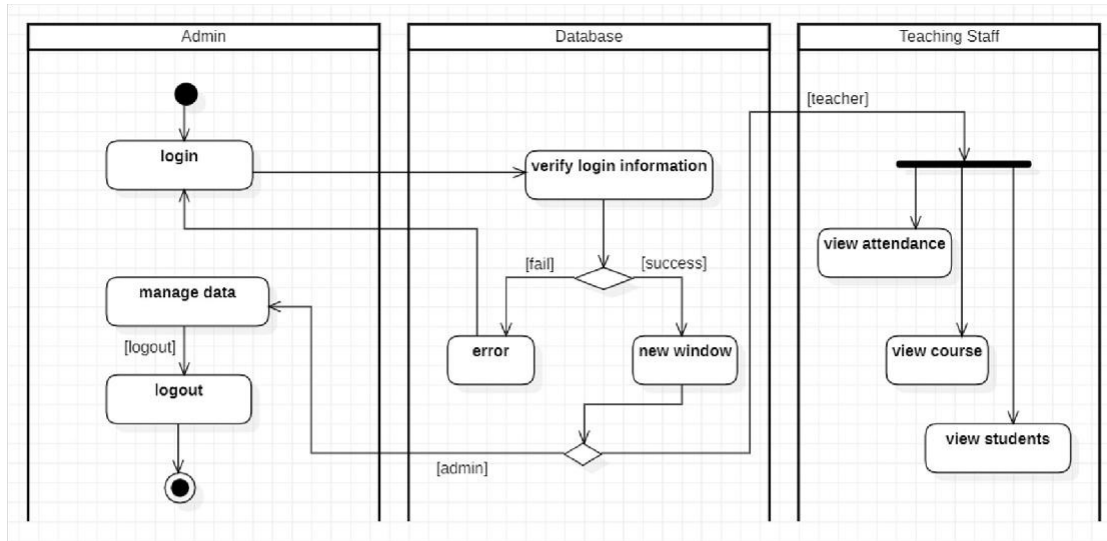 Admin
Database
Teaching Staff
[teacher]
login
verify login information
view attendance
[fail]
[success]
manage data
[logout]
error
new window
view course
logout
view students
[admin]